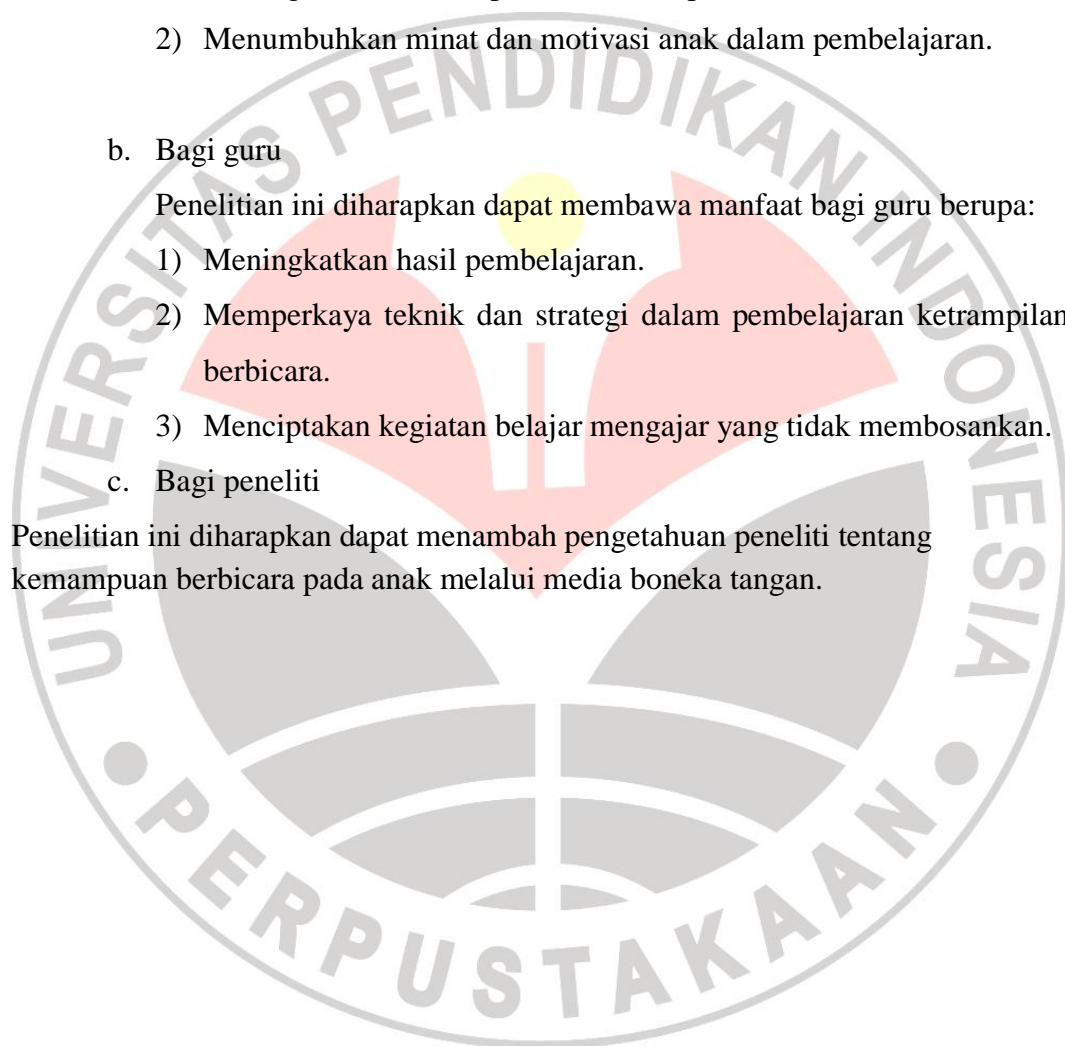 2) Menumbuhkan minat dan motivasi anak dalam pembelajaran.
b. Bagi guru
Penelitian ini diharapkan dapat membawa manfaat bagi guru berupa:
1) Meningkatkan hasil pembelajaran.
2) Memperkaya teknik dan strategi dalam pembelajaran ketrampilan
berbicara.
3) Menciptakan kegiatan belajar mengajar yang tidak membosankan.
c. Bagi peneliti
Penelitian ini diharapkan dapat menambah pengetahuan peneliti tentang
kemampuan berbicara pada anak melalui media boneka tangan.
UNIVERSITAS PENDIDIKAN INDONESIA
PERPUSTAKAAN